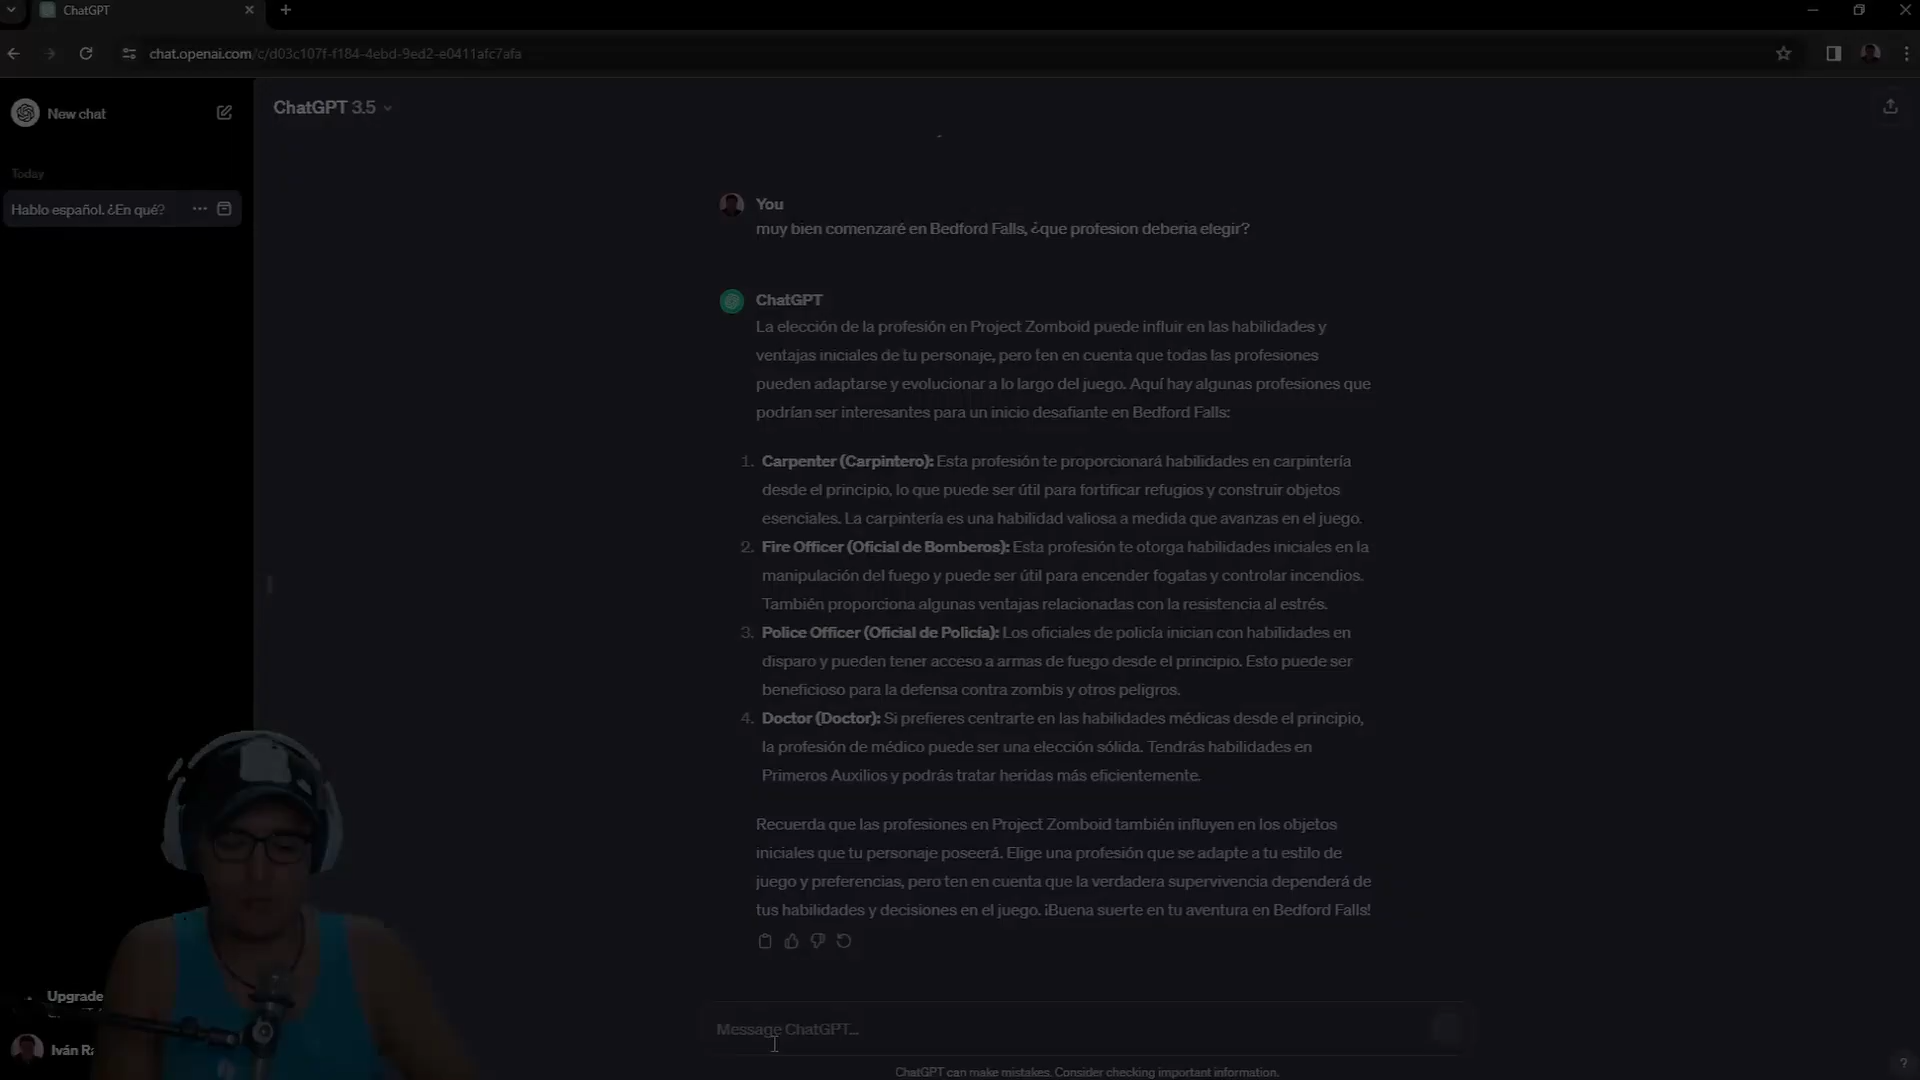 ChatGPT
chat.openai.com/c/d03c107f-f184-4ebd-9ed2-e0411afc7afa
New chat
ChatGPT 3.5
Today
Hablo español. ¿En qué?
You
muy bien comenzaré en Bedford Falls, ¿que profesion deberia elegir?
ChatGPT
La elección de la profesión en Project Zomboid puede influir en las habilidades y
ventajas iniciales de tu personaje, pero ten en cuenta que todas las profesiones
pueden adaptarse y evolucionar a lo largo del juego. Aquí hay algunas profesiones que
podrían ser interesantes para un inicio desafiante en Bedford Falls:
1. Carpenter (Carpintero): Esta profesión te proporcionará habilidades en carpintería
desde el principio, lo que puede ser útil para fortificar refugios y construir objetos
esenciales. La carpintería es una habilidad valiosa a medida que avanzas en el juego.
2. Fire Officer (Oficial de Bomberos): Esta profesión te otorga habilidades iniciales en la
manipulación del fuego y puede ser útil para encender fogatas y controlar incendios.
También proporciona algunas ventajas relacionadas con la resistencia al estrés.
3. Police Officer (Oficial de Policía): Los oficiales de policía inician con habilidades en
disparo y pueden tener acceso a armas de fuego desde el principio. Esto puede ser
beneficioso para la defensa contra zombis y otros peligros.
4. Doctor (Doctor): Si prefieres centrarte en las habilidades médicas desde el principio,
la profesión de médico puede ser una elección sólida. Tendrás habilidades en
Primeros Auxilios y podrás tratar heridas más eficientemente.
Recuerda que las profesiones en Project Zomboid también influyen en los objetos
iniciales que tu personaje poseerá. Elige una profesión que se adapte a tu estilo de
juego y preferencias, pero ten en cuenta que la verdadera supervivencia dependerá de
tus habilidades y decisiones en el juego. ¡Buena suerte en tu aventura en Bedford Falls!
Upgrade
Iván Ra
Message ChatGPT...
ChatGPT can make mistakes. Consider checking important information.
?